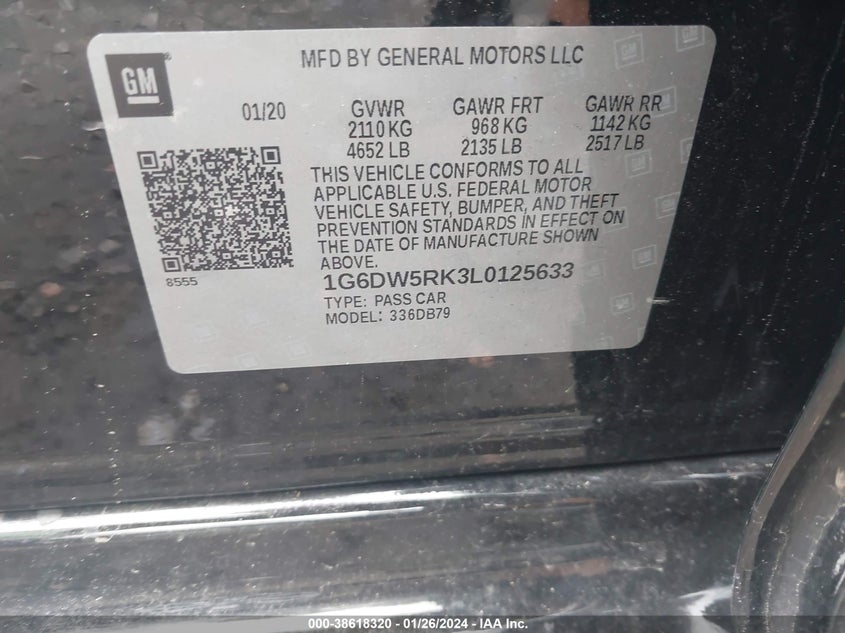 GM
MFD BY GENERAL MOTORS LLC
01/20 GVWR GAWR FRT GAWR RR
2110 KG 968 KG 1142 KG
4652 LB 2135 LB 2517 LB
THIS VEHICLE CONFORMS TO ALL
APPLICABLE U.S. FEDERAL MOTOR
VEHICLE SAFETY, BUMPER, AND THEFT
PREVENTION STANDARDS IN EFFECT ON
THE DATE OF MANUFACTURE SHOWN
ABOVE.
8555
1G6DW5RK3L0125633
TYPE: PASS CAR
MODEL: 336DB79
000-38618320 - 01/26/2024 - IAA Inc.